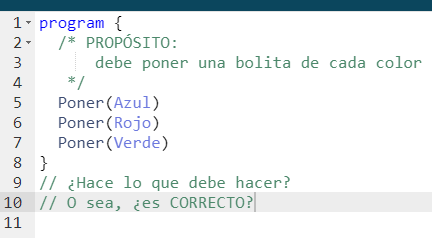 1 program {
2 /* PROPÓSITO:
3 debe poner una bolita de cada color
4 */
5 Poner(Azul)
6 Poner(Rojo)
7 Poner(Verde)
8 }
9 // ¿Hace lo que debe hacer?
10 // O sea, ¿es CORRECTO?
11